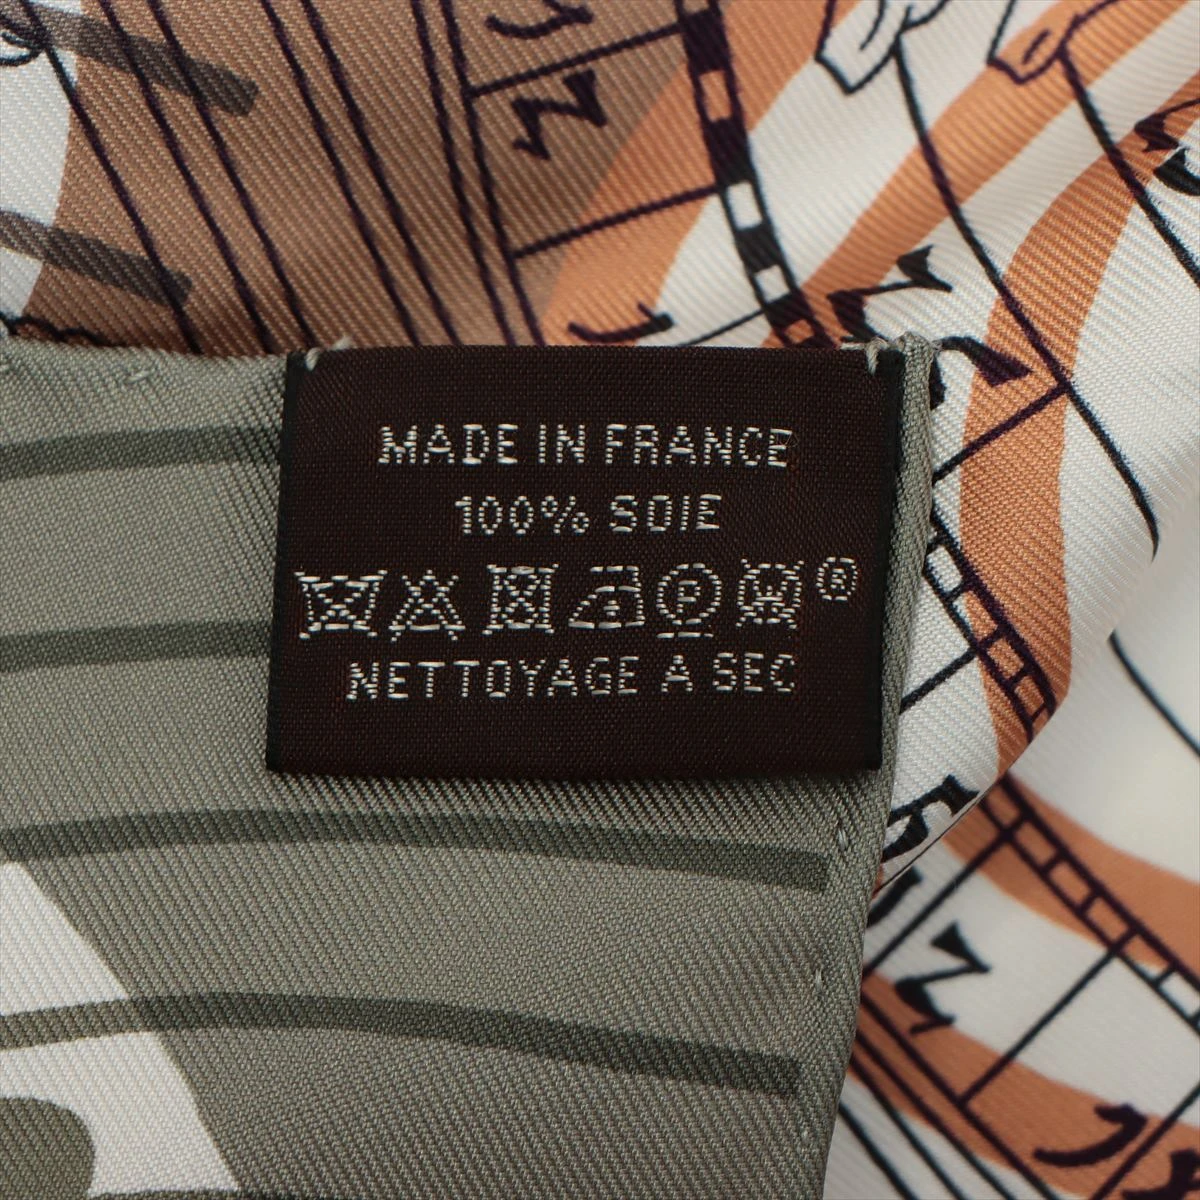 MADE IN FRANCE
100% SOIE
P W ®
NETTOYAGE A SEC